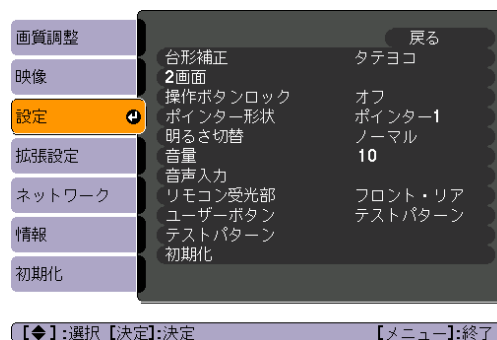 画質調整
映像
設定
拡張設定
ネットワーク
情報
初期化
戻る
台形補正 タテヨコ
2画面
操作ボタンロック オフ
ポインター形状 ポインター1
明るさ切替 ノーマル
音量 10
音声入力
リモコン受光部 フロント・リア
ユーザーボタン テストパターン
テストパターン
初期化
【◆】:選択 【決定】:決定 【メニュー】:終了